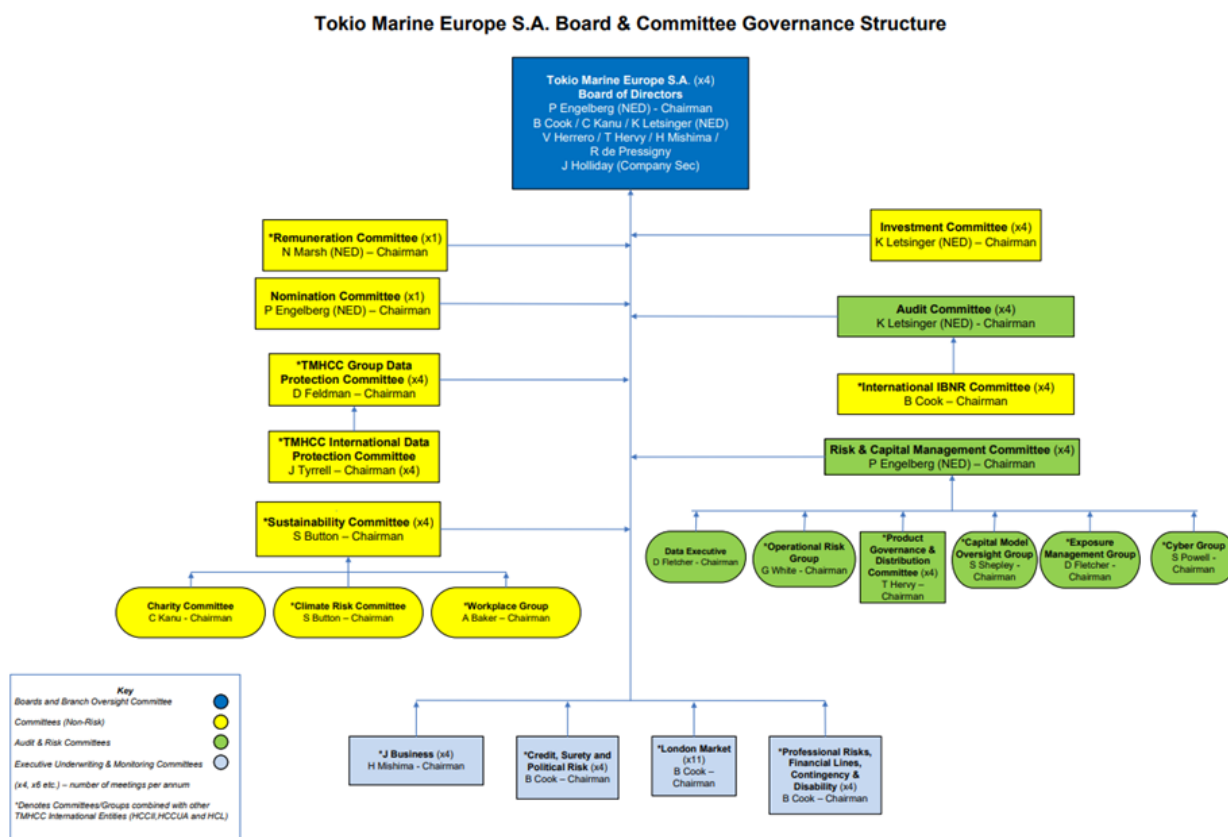 Tokio Marine Europe S.A. Board & Committee Governance Structure
Tokio Marine Europe S.A. (x4)
Board of Directors
P Engelberg (NED) - Chairman
B Cook / C Kanu / K Letsinger (NED)
V Herrero / T Hervy / H Mishima /
R de Pressigny
J Holliday (Company Sec)
*Remuneration Committee (x1)
N Marsh (NED) – Chairman
Investment Committee (x4)
K Letsinger (NED) – Chairman
Nomination Committee (x1)
P Engelberg (NED) – Chairman
Audit Committee (x4)
K Letsinger (NED) - Chairman
*TMHCC Group Data
Protection Committee (x4)
D Feldman – Chairman
*International IBNR Committee (x4)
B Cook – Chairman
*TMHCC International Data
Protection Committee
J Tyrrell – Chairman (x4)
Risk & Capital Management Committee (x4)
P Engelberg (NED) – Chairman
*Sustainability Committee (x4)
S Button – Chairman
Data Executive
D Fletcher - Chairman
*Operational Risk
Group
G White - Chairman
*Product
Governance &
Distribution
Committee (x4)
T Hervy –
Chairman
*Capital Model
Oversight Group
S Shepley -
Chairman
*Exposure
Management Group
D Fletcher -
Chairman
*Cyber Group
S Powell -
Chairman
Charity Committee
C Kanu - Chairman
*Climate Risk Committee
S Button – Chairman
*Workplace Group
A Baker – Chairman
Key
Boards and Branch Oversight Committee
Committees (Non-Risk)
Audit & Risk Committees
Executive Underwriting & Monitoring Committees
(x4, x6 etc.) – number of meetings per annum
*Denotes Committees/Groups combined with other
TMHCC International Entities (HCCII,HCCUA and HCL)
*J Business (x4)
H Mishima - Chairman
*Credit, Surety and
Political Risk (x4)
B Cook – Chairman
*London Market
(x11)
B Cook –
Chairman
*Professional Risks,
Financial Lines,
Contingency &
Disability (x4)
B Cook – Chairman